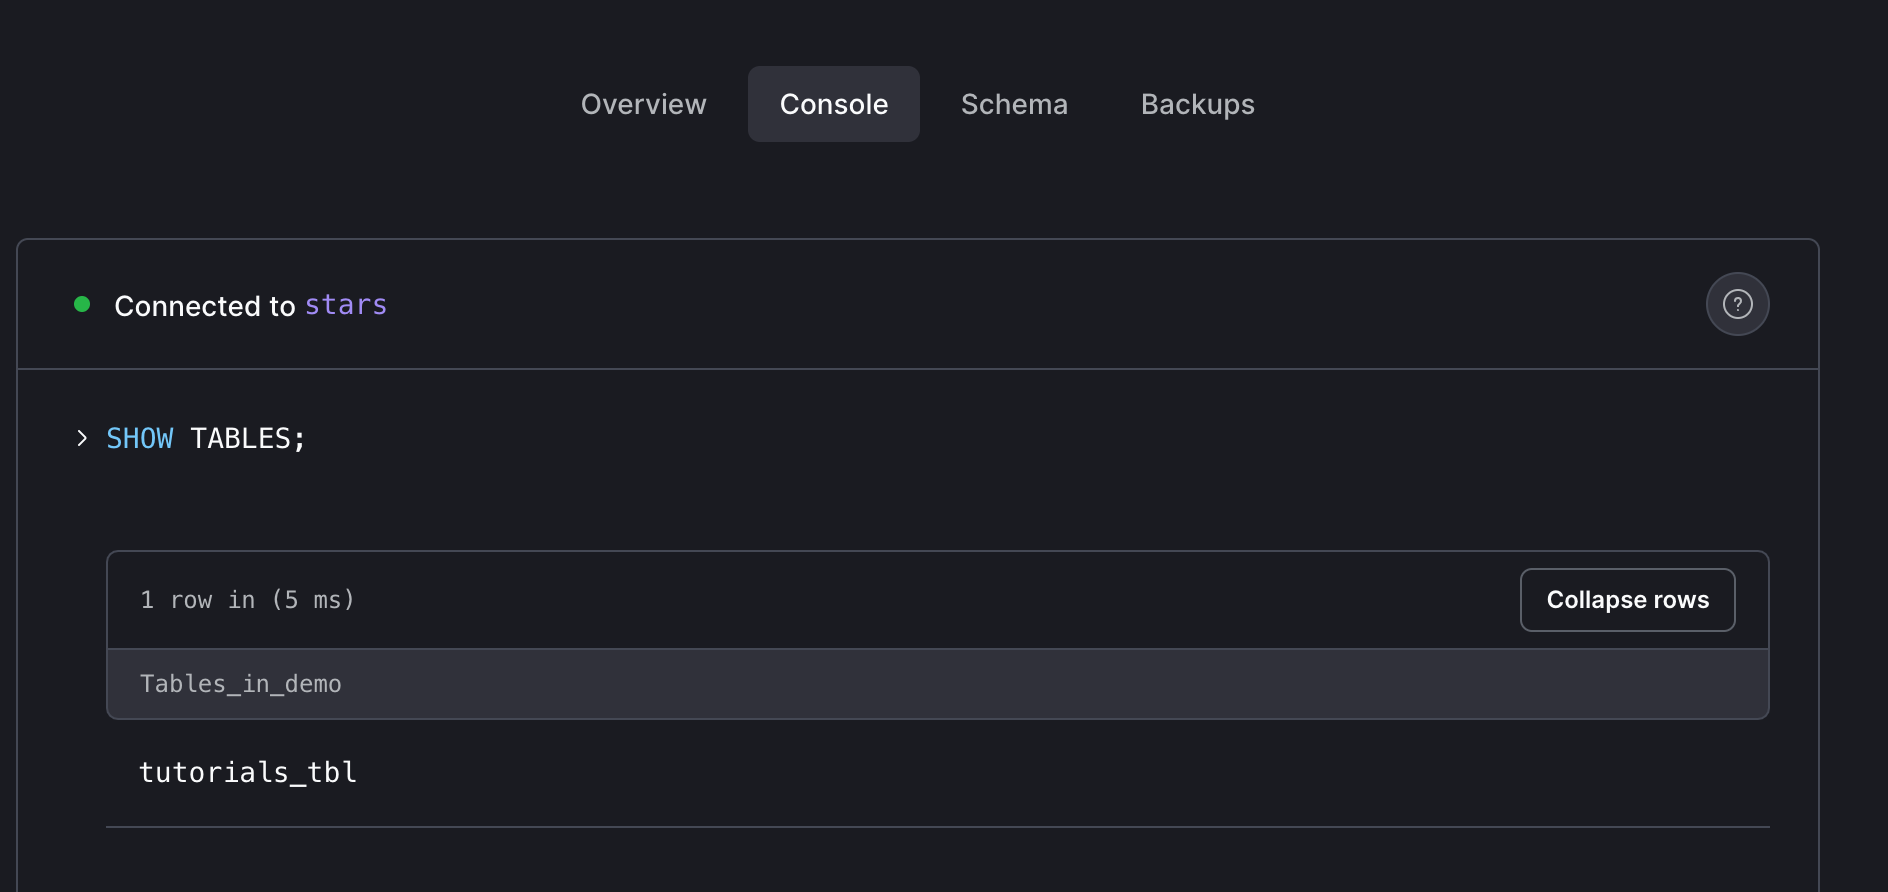 Overview Console Schema Backups
Connected to stars
?
> SHOW TABLES;
1 row in (5 ms) Collapse rows
Tables_in_demo
tutorials_tbl